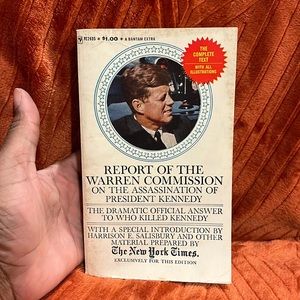 $1.00 ★ A BANTAM EXTRA
THE
COMPLETE
TEXT
WITH ALL
ILLUSTRATIONS
REPORT OF THE
WARREN COMMISSION
ON THE ASSASSINATION OF
PRESIDENT KENNEDY
THE DRAMATIC OFFICIAL ANSWER
TO WHO KILLED KENNEDY
WITH A SPECIAL INTRODUCTION BY
HARRISON E. SALISBURY AND OTHER
MATERIAL PREPARED BY
The New York Times.
EXCLUSIVELY FOR THIS EDITION